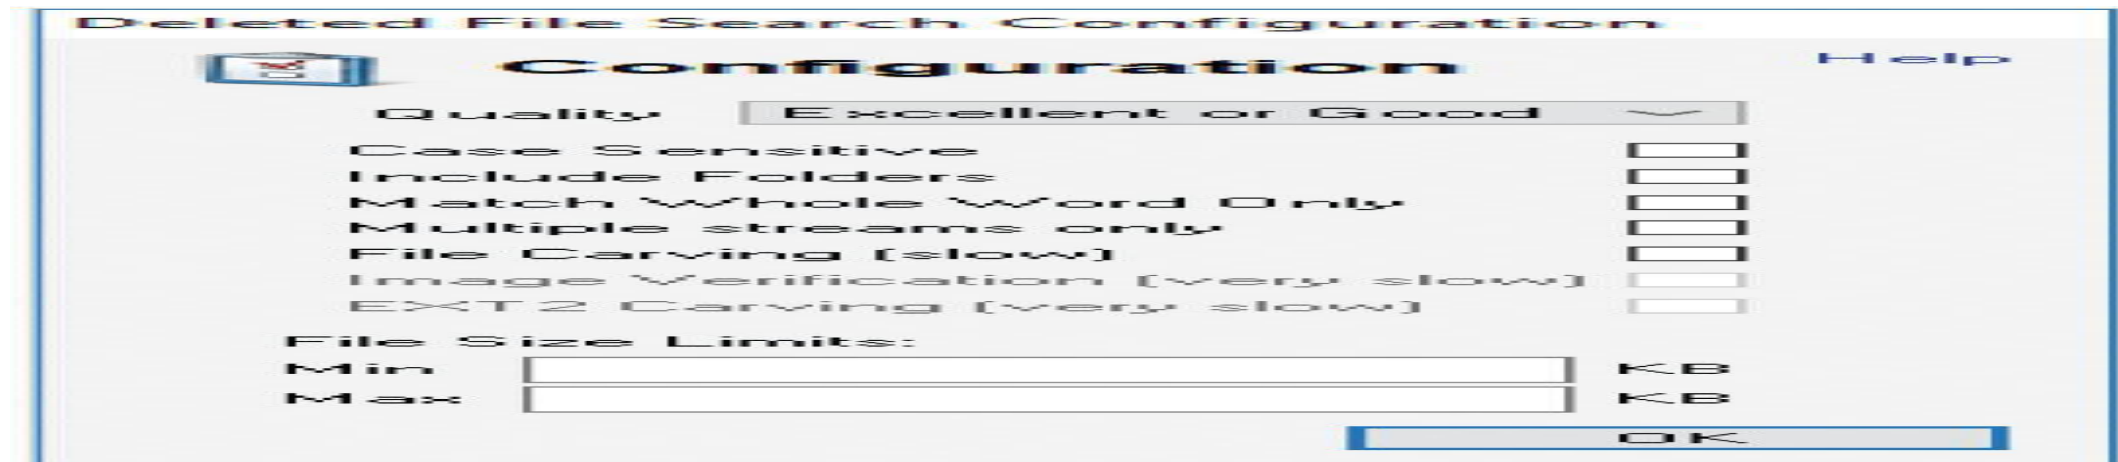 Deleted File Search Configuration
Configuration
Help
Quality Excellent or Good
Case Sensitive
Include Folders
Match Whole Word Only
Multiple streams only
File Carving (slow)
Image Verification (very slow)
EXT2 Carving (very slow)
File Size Limits:
Min KB
Max KB
OK